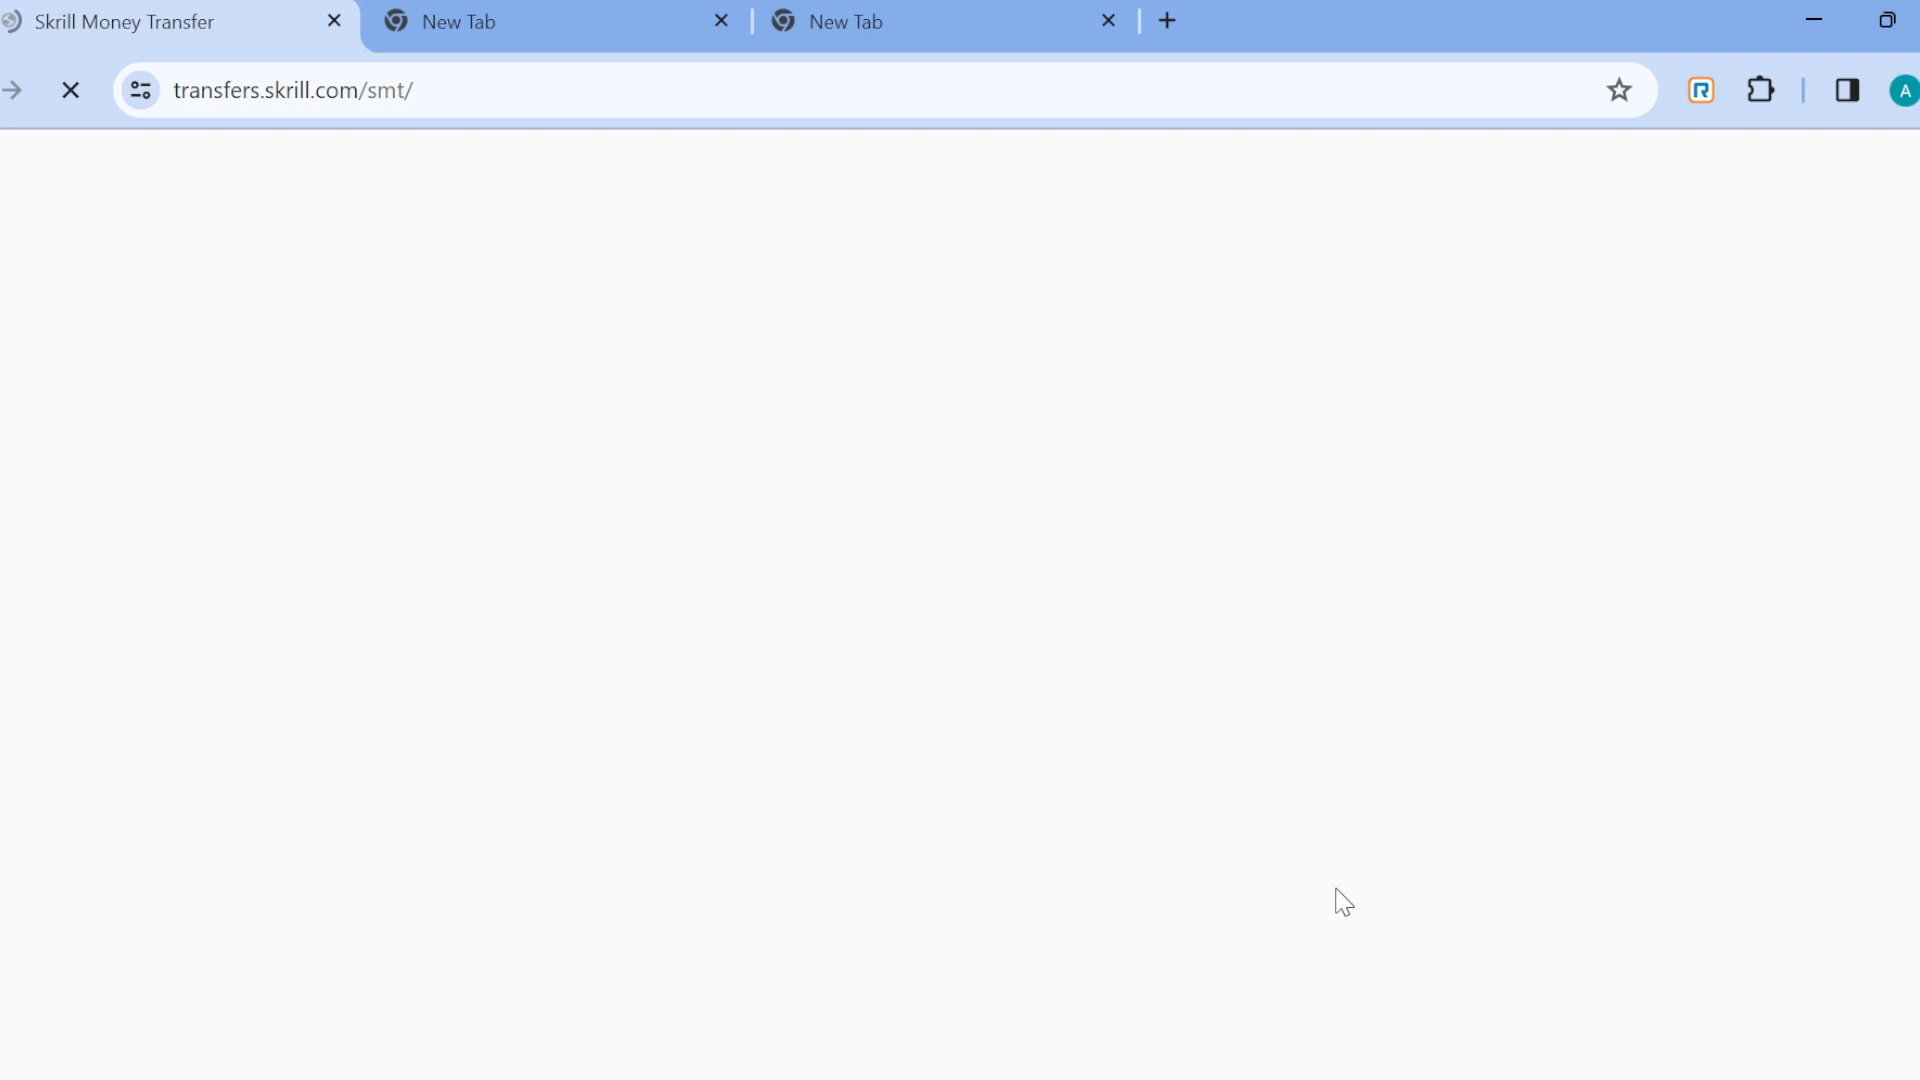 Skrill Money Transfer
New Tab
New Tab
transfers.skrill.com/smt/
R
A